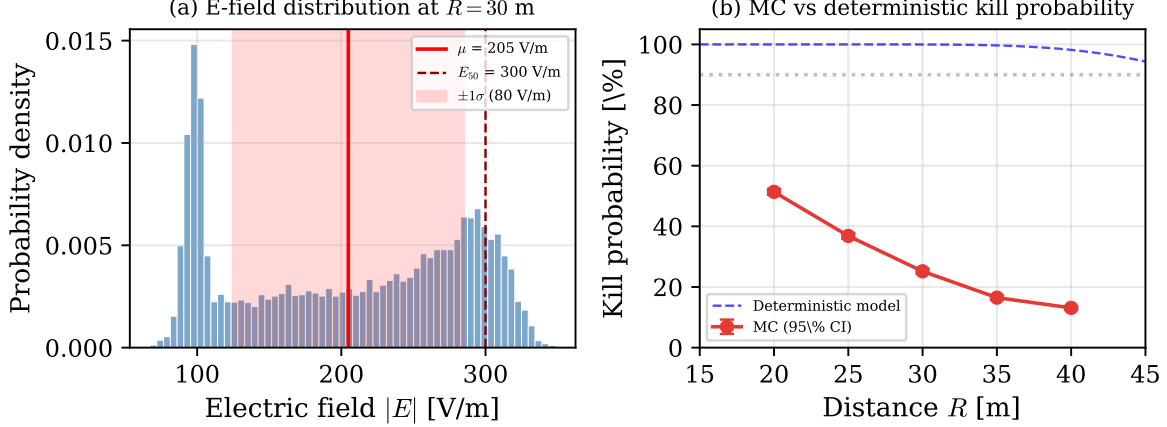 (a) E-field distribution at R = 30 m
0.015
0.010
0.005
0.000
Probability density
μ = 205 V/m
E₅₀ = 300 V/m
±1σ (80 V/m)
100
200
300
Electric field |E| [V/m]
(b) MC vs deterministic kill probability
100
80
60
40
20
0
Kill probability [\%]
Deterministic model
MC (95\% CI)
15
20
25
30
35
40
45
Distance R [m]